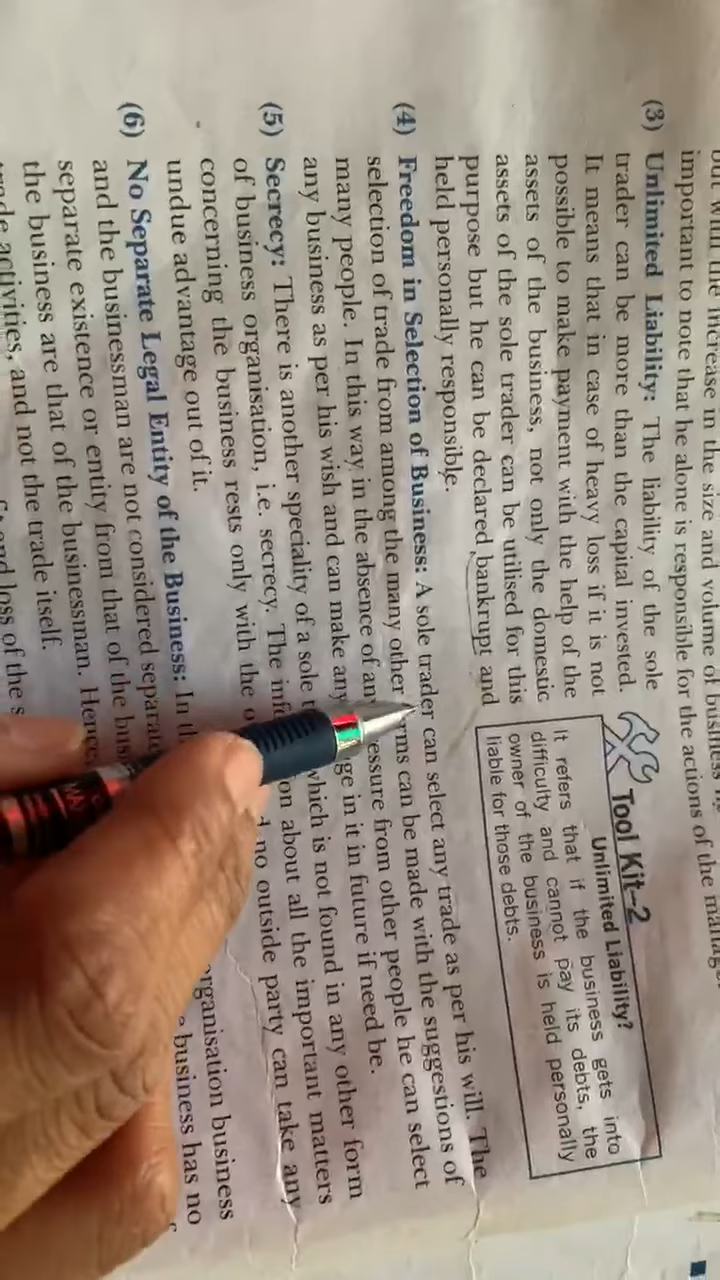 but with the increase in the size and volume of business
important to note that he alone is responsible for the actions of the
(3) Unlimited Liability: The liability of the sole
trader can be more than the capital invested.
It means that in case of heavy loss if it is not
possible to make payment with the help of the
assets of the business, not only the domestic
assets of the sole trader can be utilised for this
purpose but he can be declared bankrupt and
held personally responsible.
Tool Kit–2
Unlimited Liability?
It refers that if the business gets into
difficulty and cannot pay its debts, the
owner of the business is held personally
liable for those debts.
(4) Freedom in Selection of Business: A sole trader can select any trade as per his will. The
selection of trade from among the many other rms can be made with the suggestions of
many people. In this way, in the absence of an essure from other people he can select
any business as per his wish and can make any ge in it in future if need be.
(5) Secrecy: There is another speciality of a sole t which is not found in any other form
of business organisation, i.e. secrecy. The inf on about all the important matters
concerning the business rests only with the o d no outside party can take any
undue advantage out of it.
(6) No Separate Legal Entity of the Business: In th organisation business
and the businessman are not considered separate business has no
separate existence or entity from that of the busi
the business are that of the businessman. Hence,
trade activities, and not the trade itself.
and loss of the s